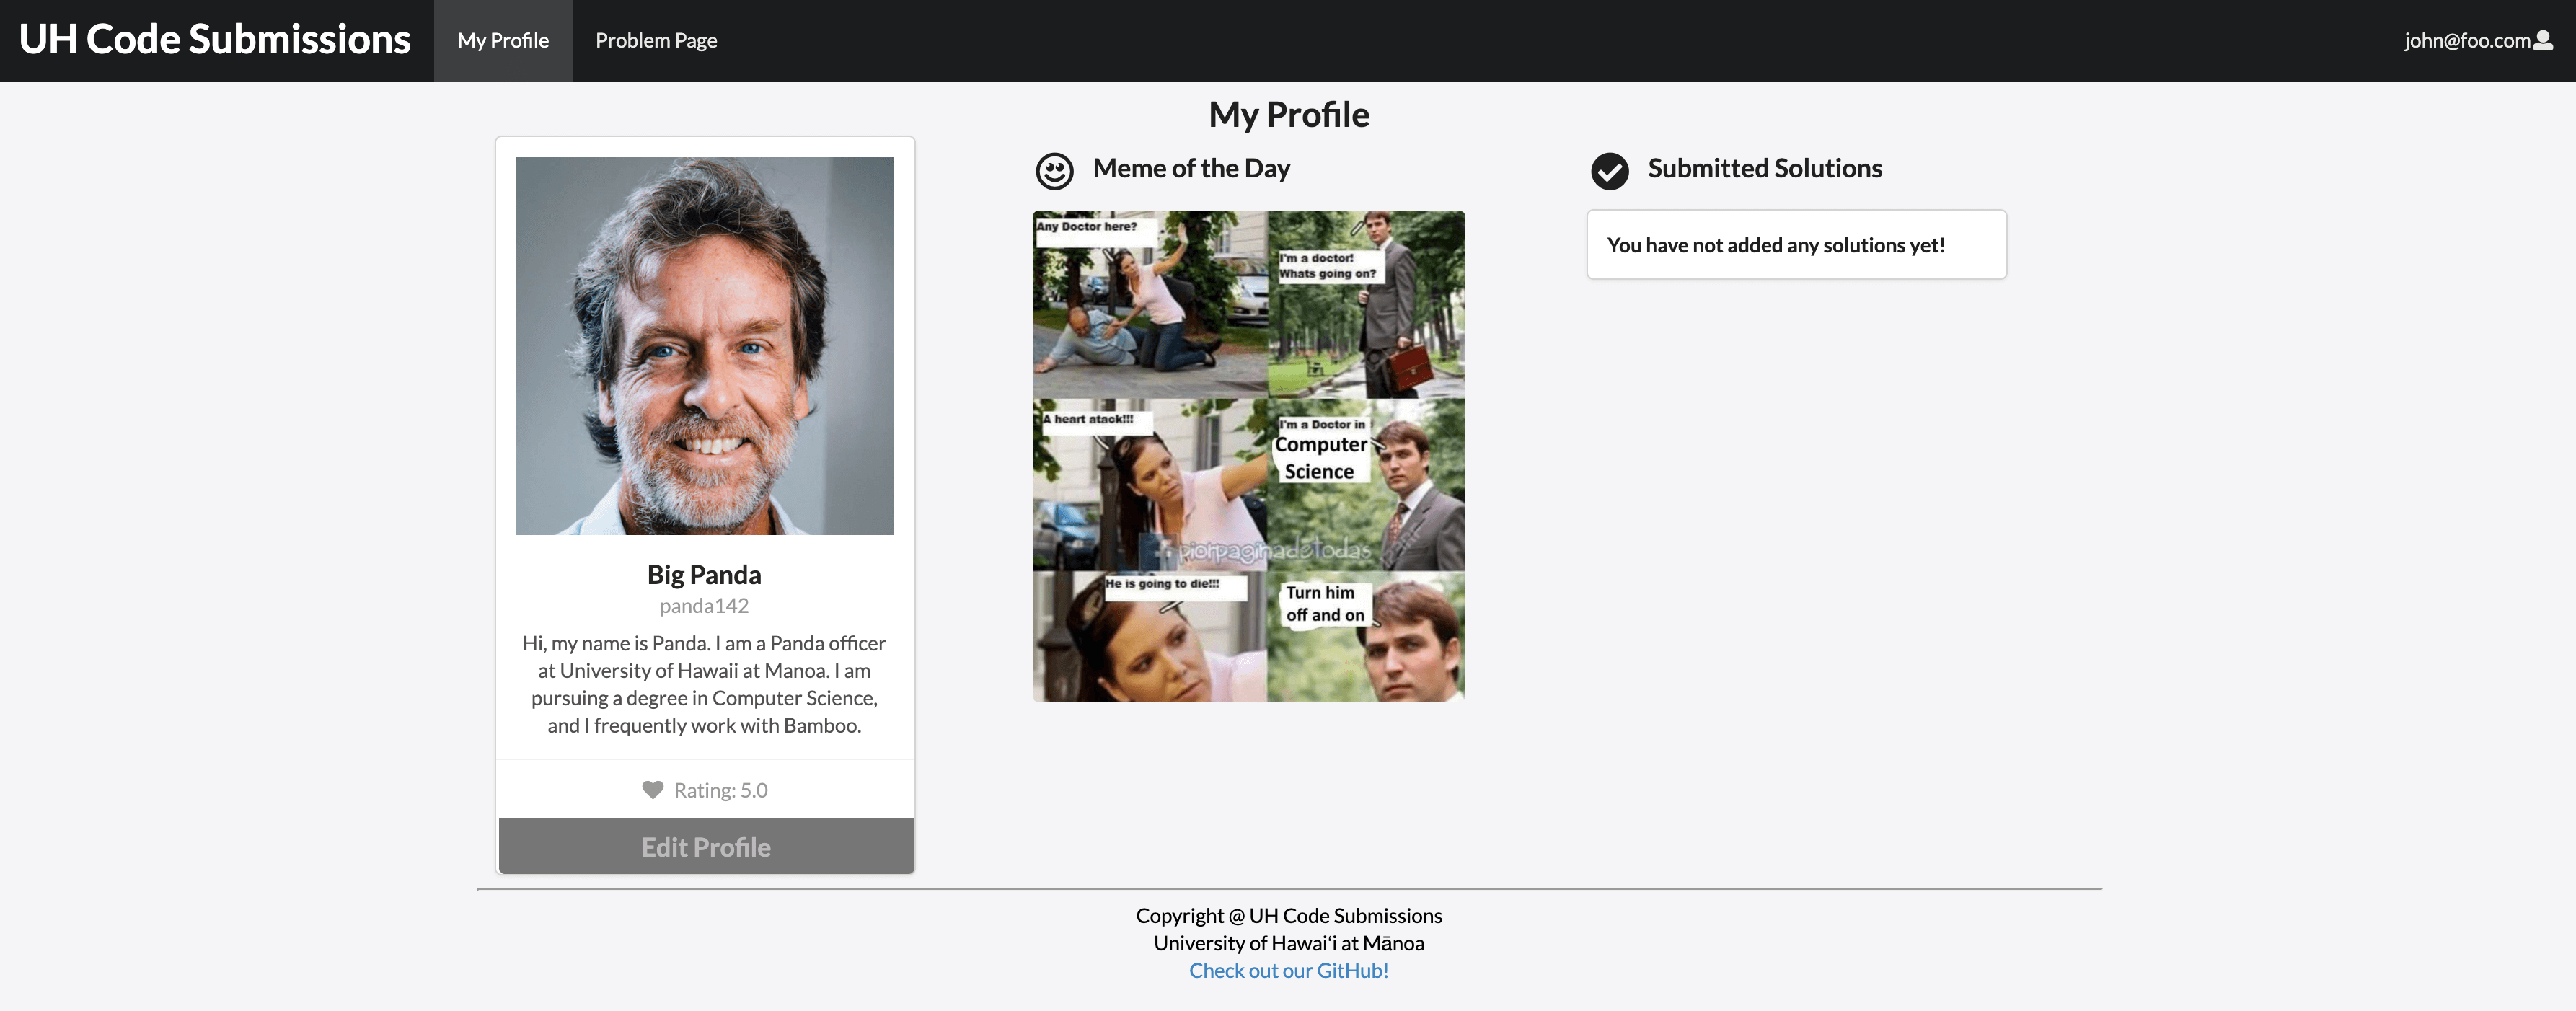 UH Code Submissions
My Profile
Problem Page
john@foo.com
My Profile
Big Panda
panda142
Hi, my name is Panda. I am a Panda officer
at University of Hawaii at Manoa. I am
pursuing a degree in Computer Science,
and I frequently work with Bamboo.
Rating: 5.0
Edit Profile
Meme of the Day
Any Doctor here?
I'm a doctor!
Whats going on?
A heart atack!!!
I'm a Doctor in
Computer
Science
piorpaginadetodas
He is going to die!!!
Turn him
off and on
Submitted Solutions
You have not added any solutions yet!
Copyright @ UH Code Submissions
University of Hawaiʻi at Mānoa
Check out our GitHub!